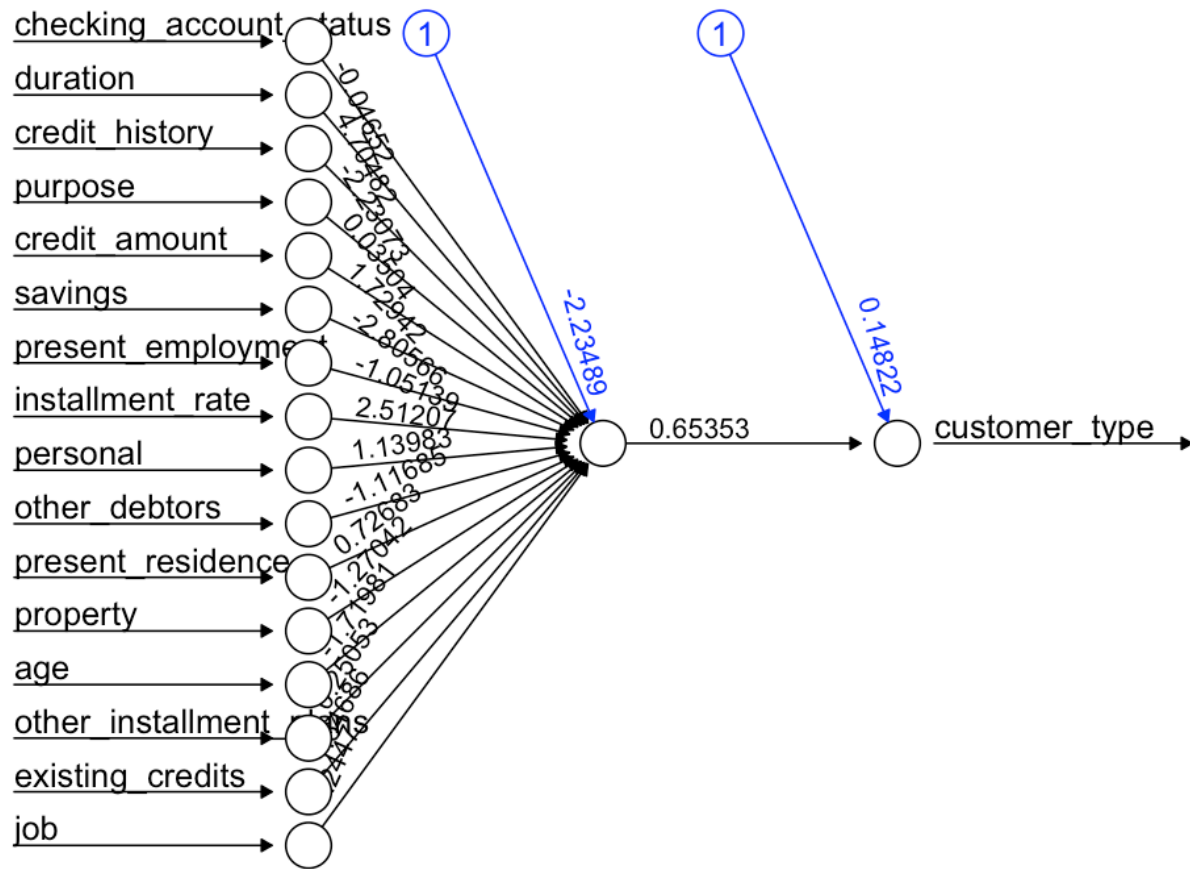 checking_account_status
1
1
duration
credit_history
purpose
credit_amount
savings
present_employment
installment_rate
personal
other_debtors
present_residence
property
age
other_installment_plans
existing_credits
job
-0.04652
4.70482
-2.23073
0.03504
1.72942
-2.80566
-1.05139
2.51207
1.13983
-1.11685
0.72683
-1.27042
-1.71981
-2.23489
0.65353
0.14822
customer_type